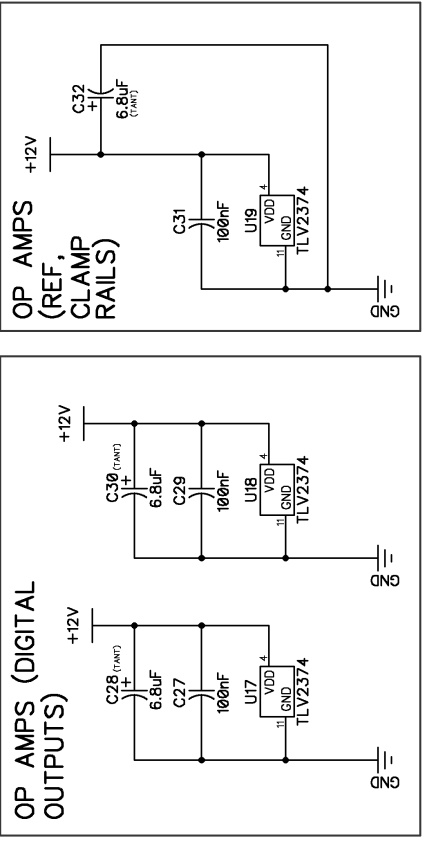 OP AMPS
(REF,
CLAMP
RAILS)
+12V
C32
+
6.8uF
(TANT)
C31
100nF
U19
4
VDD
GND
11
TLV2374
GND
OP AMPS (DIGITAL
OUTPUTS)
+12V
C28 (TANT)
+
6.8uF
C27
100nF
U17
4
VDD
GND
11
TLV2374
GND
+12V
C30 (TANT)
+
6.8uF
C29
100nF
U18
4
VDD
GND
11
TLV2374
GND